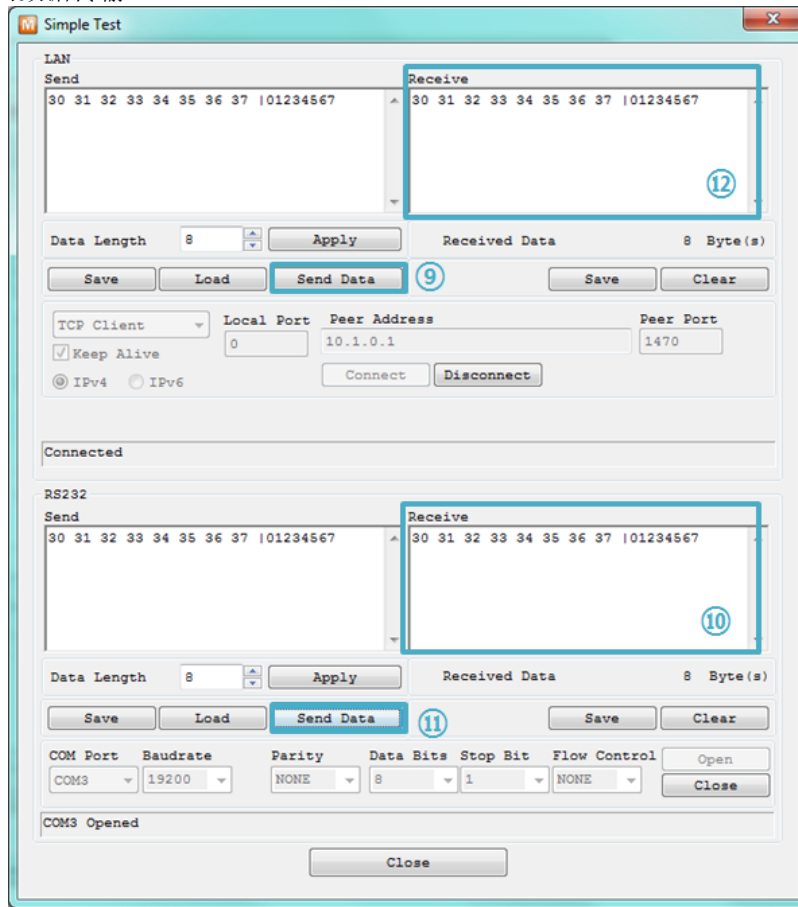 Simple Test
LAN
Send
30 31 32 33 34 35 36 37 |01234567
Receive
30 31 32 33 34 35 36 37 |01234567
⑫
Data Length 8 Apply Received Data 8 Byte(s)
Save Load Send Data ⑨ Save Clear
TCP Client Local Port Peer Address Peer Port
Keep Alive 0 10.1.0.1 1470
IPv4 IPv6 Connect Disconnect
Connected
RS232
Send
30 31 32 33 34 35 36 37 |01234567
Receive
30 31 32 33 34 35 36 37 |01234567
⑩
Data Length 8 Apply Received Data 8 Byte(s)
Save Load Send Data ⑪ Save Clear
COM Port Baudrate Parity Data Bits Stop Bit Flow Control Open
COM3 19200 NONE 8 1 NONE Close
COM3 Opened
Close